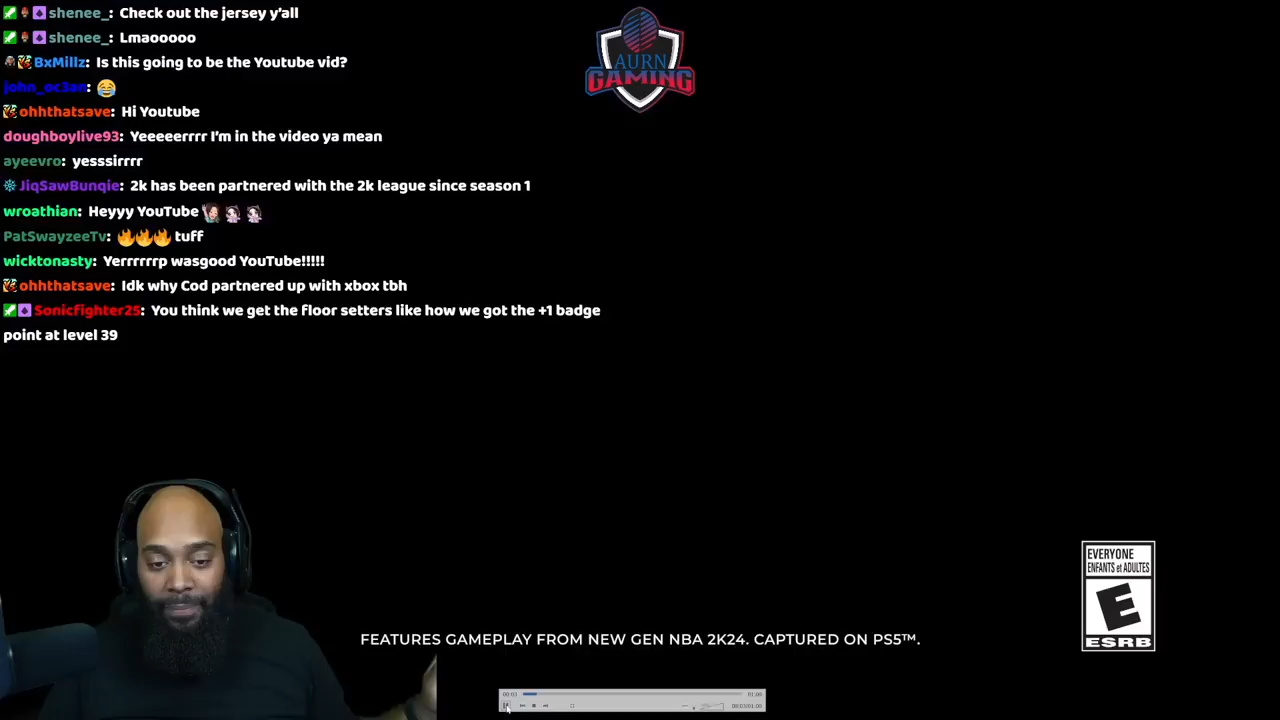 shenee_: Check out the jersey y'all
shenee_: Lmaooooo
BxMillz: Is this going to be the Youtube vid?
john_oc3an: 😂
ohhthatsave: Hi Youtube
doughboylive93: Yeeeeerrrr I'm in the video ya mean
ayeevro: yesssirrrr
JiqSawBunqie: 2k has been partnered with the 2k league since season 1
wroathian: Heyyy YouTube
PatSwayzeeTv: 🔥🔥🔥 tuff
wicktonasty: Yerrrrrrp wasgood YouTube!!!!!
ohhthatsave: Idk why Cod partnered up with xbox tbh
Sonicfighter25: You think we get the floor setters like how we got the +1 badge
point at level 39
AURN
GAMING
EVERYONE
ENFANTS et ADULTES
E
ESRB
FEATURES GAMEPLAY FROM NEW GEN NBA 2K24. CAPTURED ON PS5™.